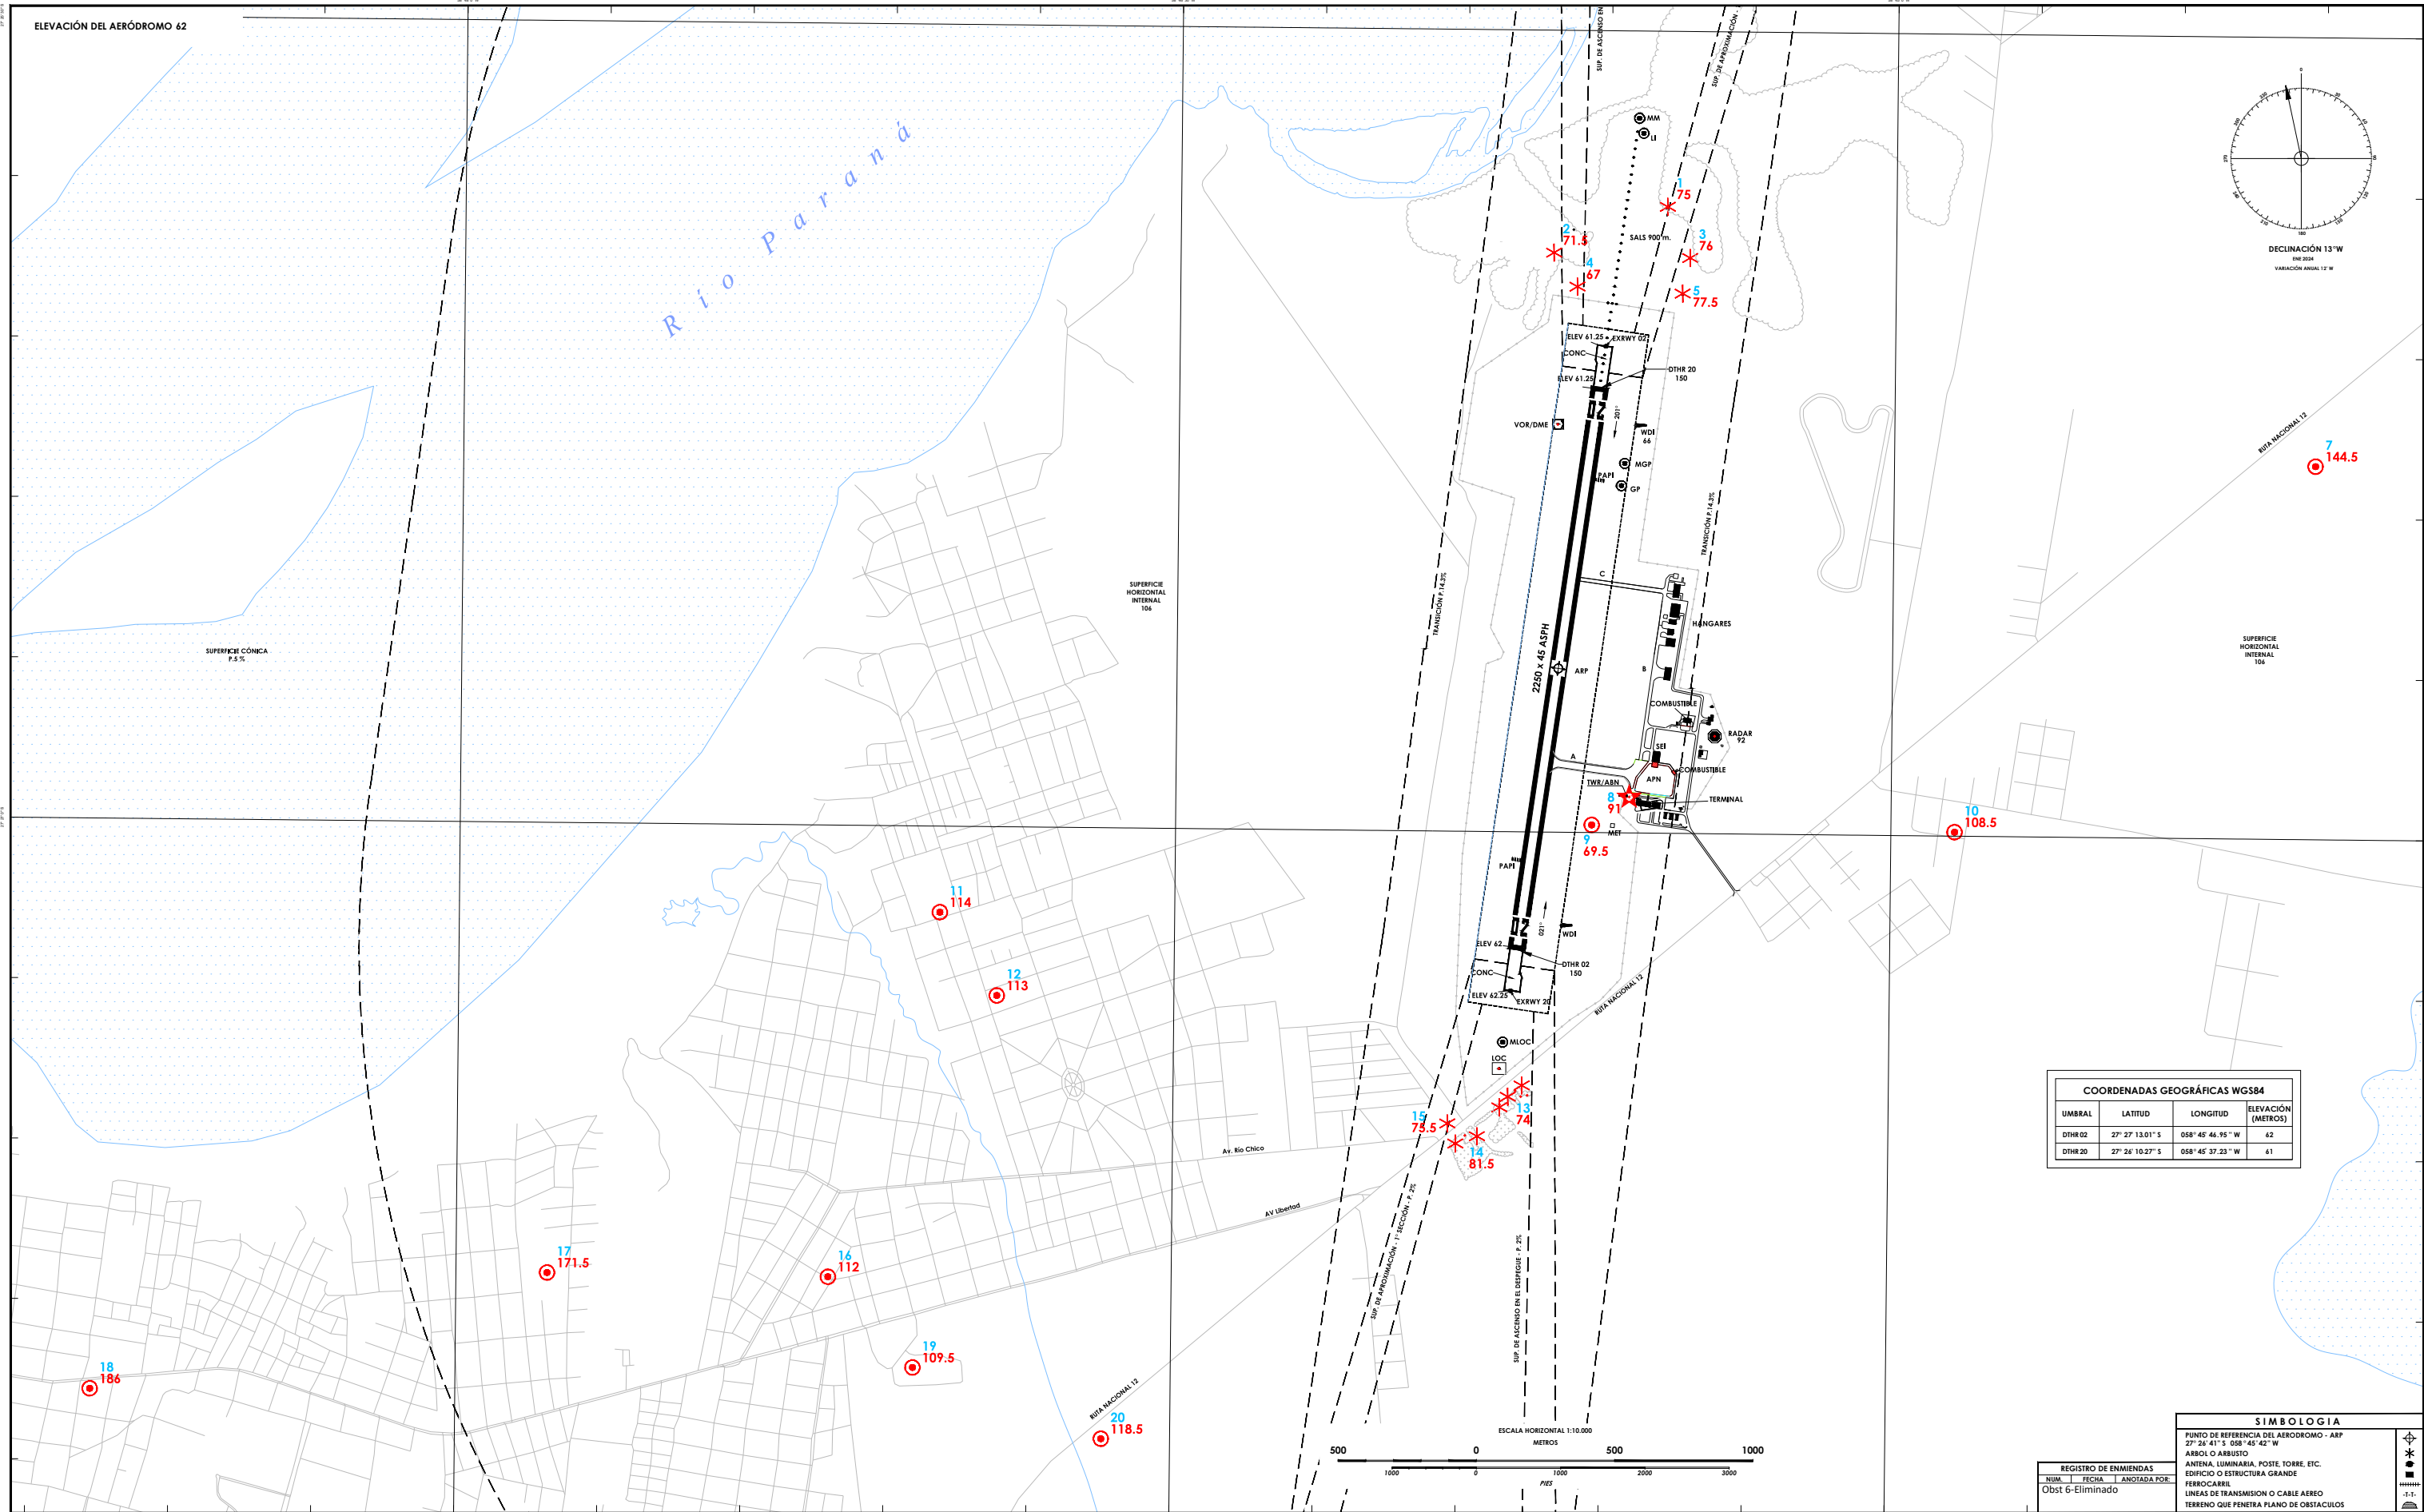 ELEVACIÓN DEL AERÓDROMO 62
Río Paraná
SUP. DE ASCENSO EN
SUP. DE APROXIMACIÓN -
MM
LI
1
75
2
71.5
SALS 900 m.
3
76
4
67
5
77.5
DECLINACIÓN 13°W
ENE 2024
VARIACIÓN ANUAL 12' W
ELEV 61.25
EXRWY 02
CONC
ELEV 61.25
DTHR 20
150
201°
VOR/DME
WDI
66
MGP
PAPI
GP
RUTA NACIONAL 12
7
144.5
TRANSICIÓN P.14.3%
TRANSICIÓN P.14.3%
C
SUPERFICIE
HORIZONTAL
INTERNAL
106
HANGARES
SUPERFICIE
HORIZONTAL
INTERNAL
106
SUPERFICIE CÓNICA
P.5 %
2250 x 45 ASPH
ARP
B
COMBUSTIBLE
RADAR
92
SEI
A
APN
COMBUSTIBLE
TWR/ABN
TERMINAL
8
91
MET
9
69.5
10
108.5
PAPI
11
114
021°
WDI
ELEV 62
DTHR 02
150
CONC
12
113
ELEV 62.25
EXRWY 20
RUTA NACIONAL 12
MLOC
LOC
13
74
15
75.5
14
81.5
COORDENADAS GEOGRÁFICAS WGS84
UMBRAL LATITUD LONGITUD ELEVACIÓN (METROS)
DTHR 02 27° 27' 13.01" S 058° 45' 46.95 " W 62
DTHR 20 27° 26' 10.27" S 058° 45' 37.23 " W 61
Av. Rio Chico
AV Libertad
SUP. DE APROXIMACIÓN - 1° SECCIÓN - P. 2%
SUP. DE ASCENSO EN EL DESPEGUE - P. 2%
17
171.5
16
112
19
109.5
18
186
RUTA NACIONAL 12
20
118.5
ESCALA HORIZONTAL 1:10.000
METROS
500 0 500 1000
1000 0 1000 2000 3000
PIES
REGISTRO DE ENMIENDAS
NUM. FECHA ANOTADA POR:
Obst 6-Eliminado
SIMBOLOGIA
PUNTO DE REFERENCIA DEL AERODROMO - ARP
27° 26' 41" S 058° 45' 42" W
ARBOL O ARBUSTO
ANTENA, LUMINARIA, POSTE, TORRE, ETC.
EDIFICIO O ESTRUCTURA GRANDE
FERROCARRIL
LINEAS DE TRANSMISION O CABLE AEREO
-T-T-
TERRENO QUE PENETRA PLANO DE OBSTACULOS